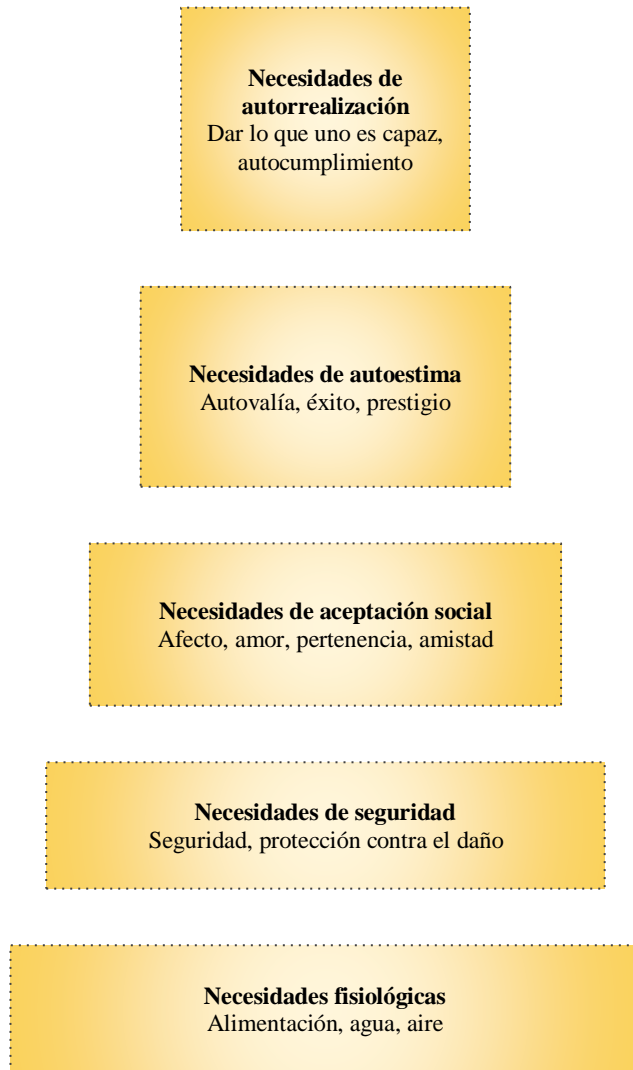 Necesidades de
autorrealización
Dar lo que uno es capaz,
autocumplimiento
Necesidades de autoestima
Autovalía, éxito, prestigio
Necesidades de aceptación social
Afecto, amor, pertenencia, amistad
Necesidades de seguridad
Seguridad, protección contra el daño
Necesidades fisiológicas
Alimentación, agua, aire